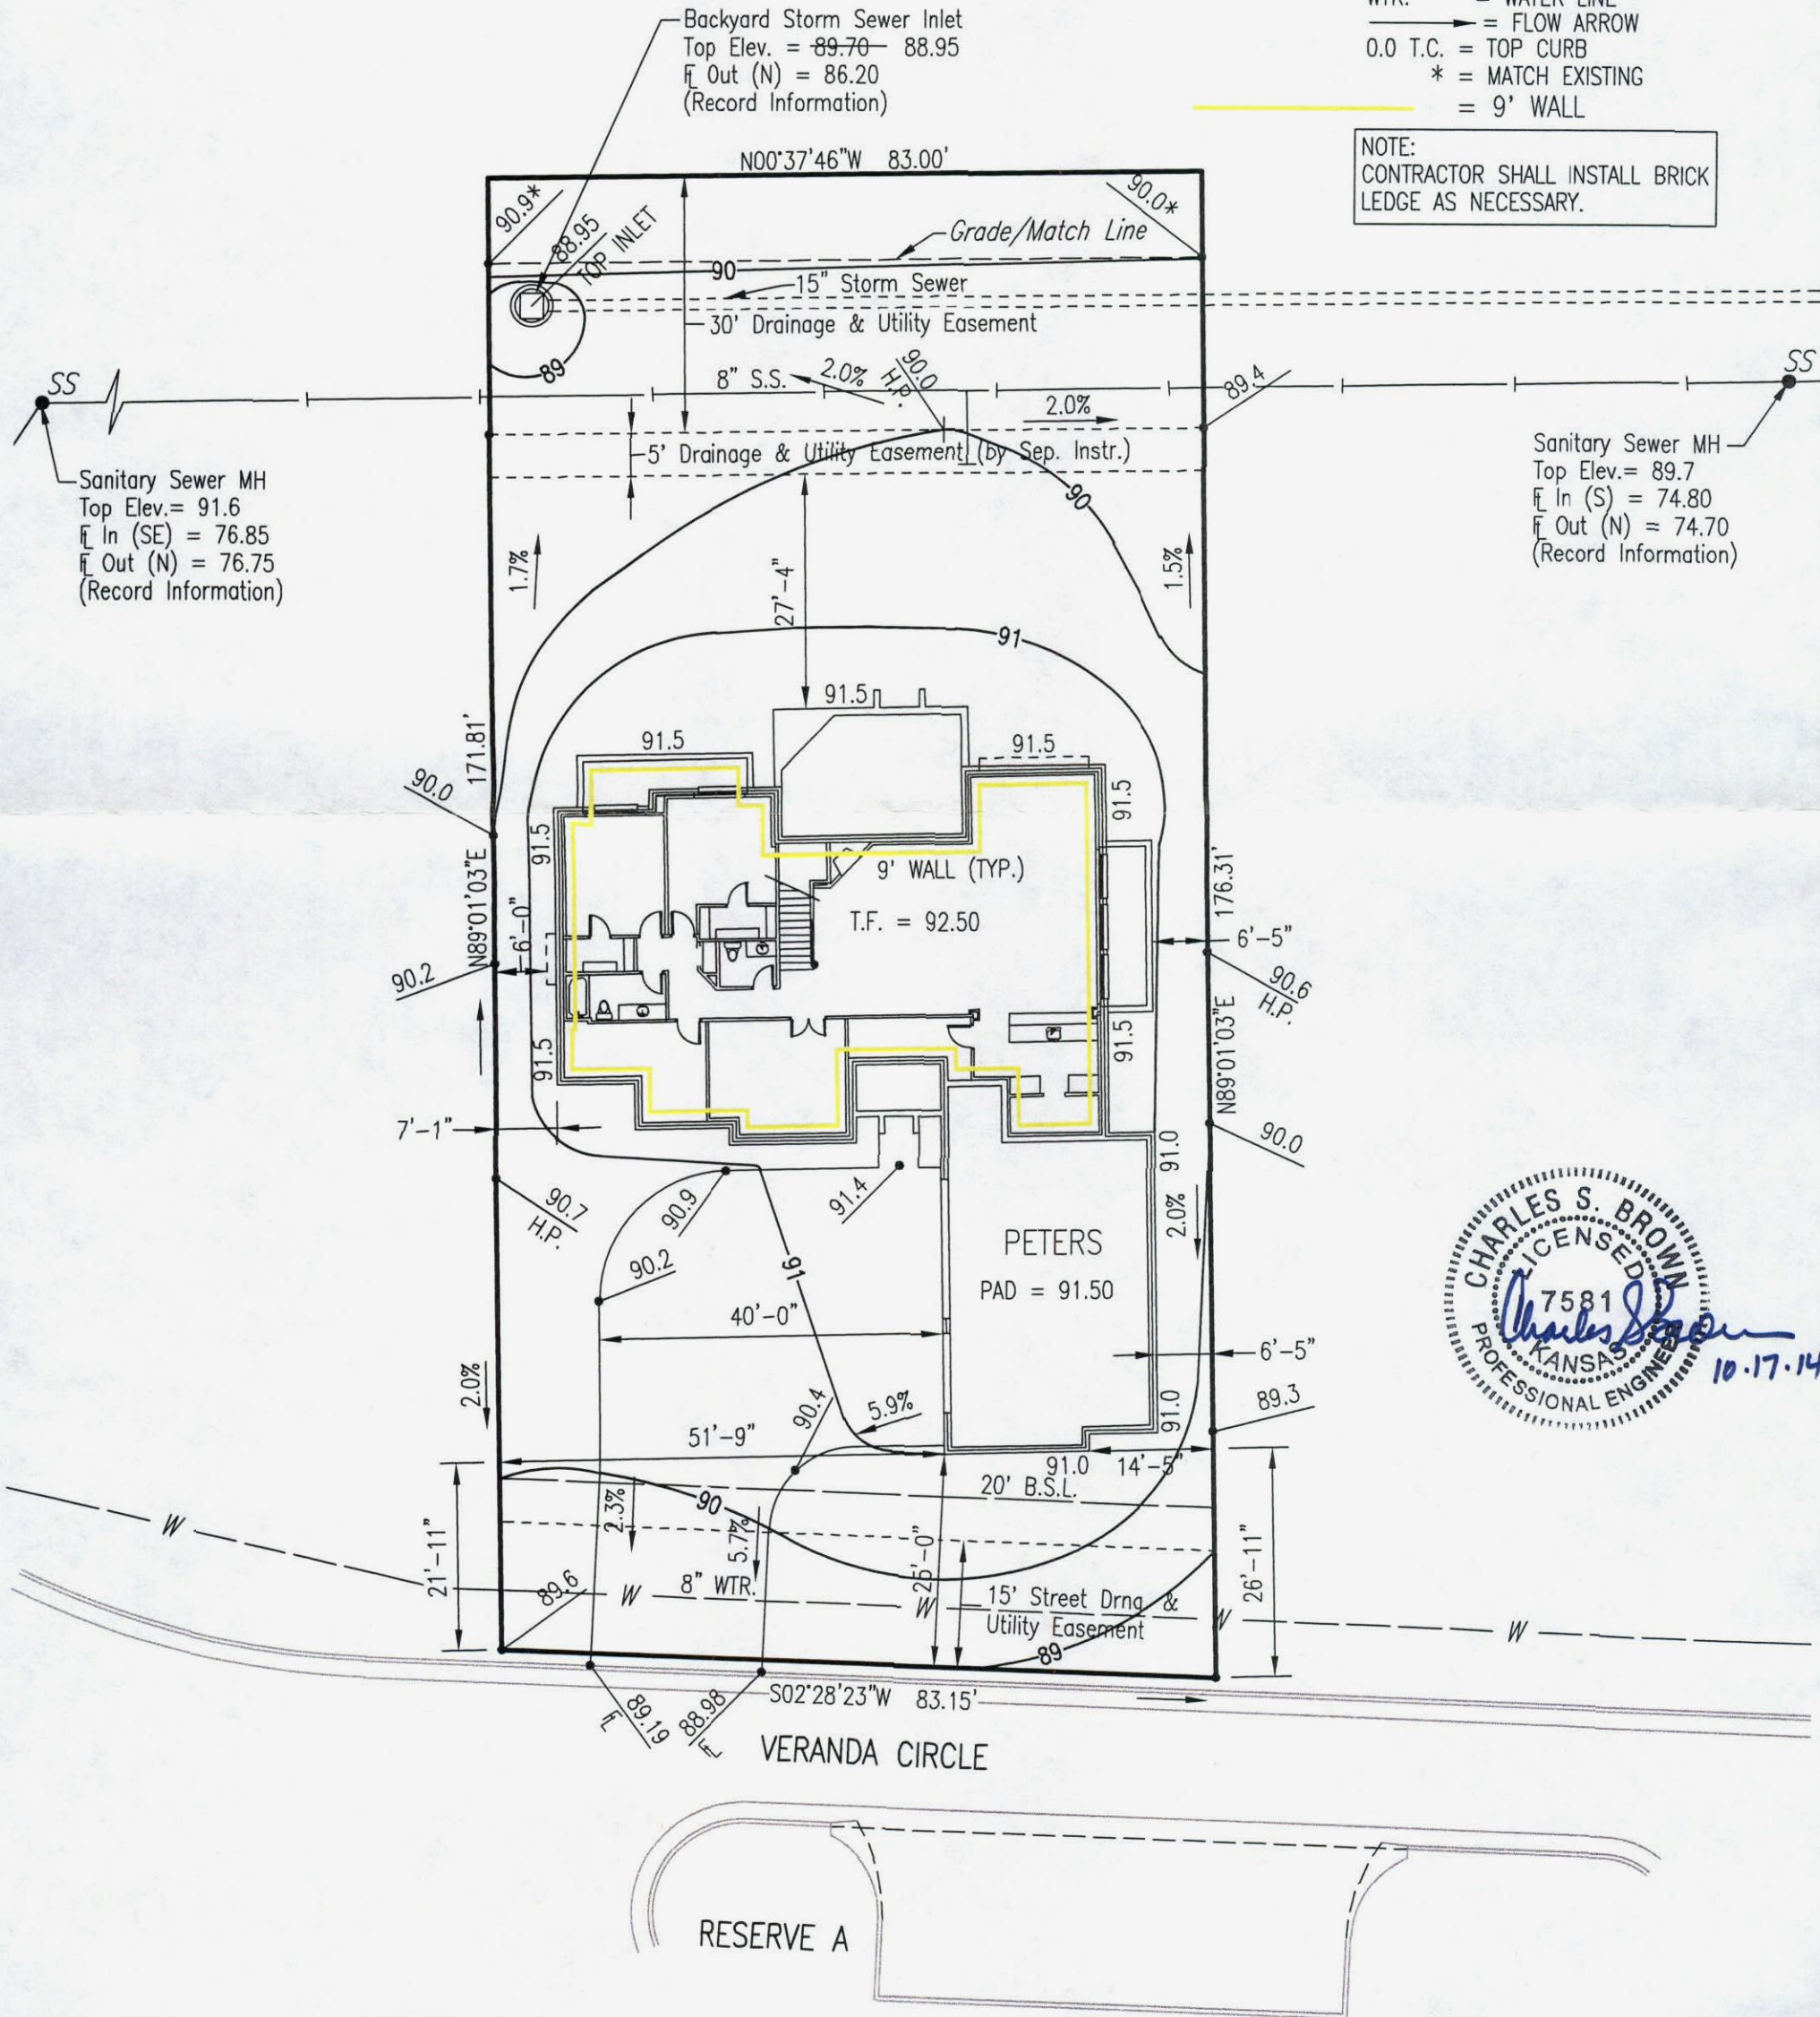 WTR. = WATER LINE
= FLOW ARROW
0.0 T.C. = TOP CURB
* = MATCH EXISTING
= 9' WALL
NOTE:
CONTRACTOR SHALL INSTALL BRICK
LEDGE AS NECESSARY.
Backyard Storm Sewer Inlet
Top Elev. = 89.70 88.95
FL Out (N) = 86.20
(Record Information)
N00°37'46"W 83.00'
90.9*
88.95
TOP INLET
90.0*
Grade/Match Line
90
15" Storm Sewer
30' Drainage & Utility Easement
89
SS
8" S.S.
2.0%
90.0
H.P.
89.4
SS
2.0%
5' Drainage & Utility Easement (by Sep. Instr.)
Sanitary Sewer MH
Top Elev.= 91.6
FL In (SE) = 76.85
FL Out (N) = 76.75
(Record Information)
Sanitary Sewer MH
Top Elev.= 89.7
FL In (S) = 74.80
FL Out (N) = 74.70
(Record Information)
90
1.7%
27'-4"
1.5%
91
91.5
91.5
91.5
N89°01'03"E 171.81'
90.0
91.5
91.5
9' WALL (TYP.)
T.F. = 92.50
N89°01'03"E 176.31'
6'-0"
6'-5"
90.2
90.6
H.P.
91.5
91.5
7'-1"
90.0
91.0
90.7
H.P.
90.9
91.4
2.0%
90.2
91
PETERS
PAD = 91.50
40'-0"
6'-5"
2.0%
90.4
5.9%
91.0
89.3
51'-9"
91.0 14'-5"
20' B.S.L.
90
2.3%
5.7%
21'-11"
25'-0"
26'-11"
W
89.6
W
8" WTR.
W
15' Street Drng. &
Utility Easement
W
W
89
S02°28'23"W 83.15'
89.19
FL
88.98
FL
VERANDA CIRCLE
RESERVE A
CHARLES S. BROWN
LICENSED
7581
KANSAS
PROFESSIONAL ENGINEER
Charles S Brown
10.17.14